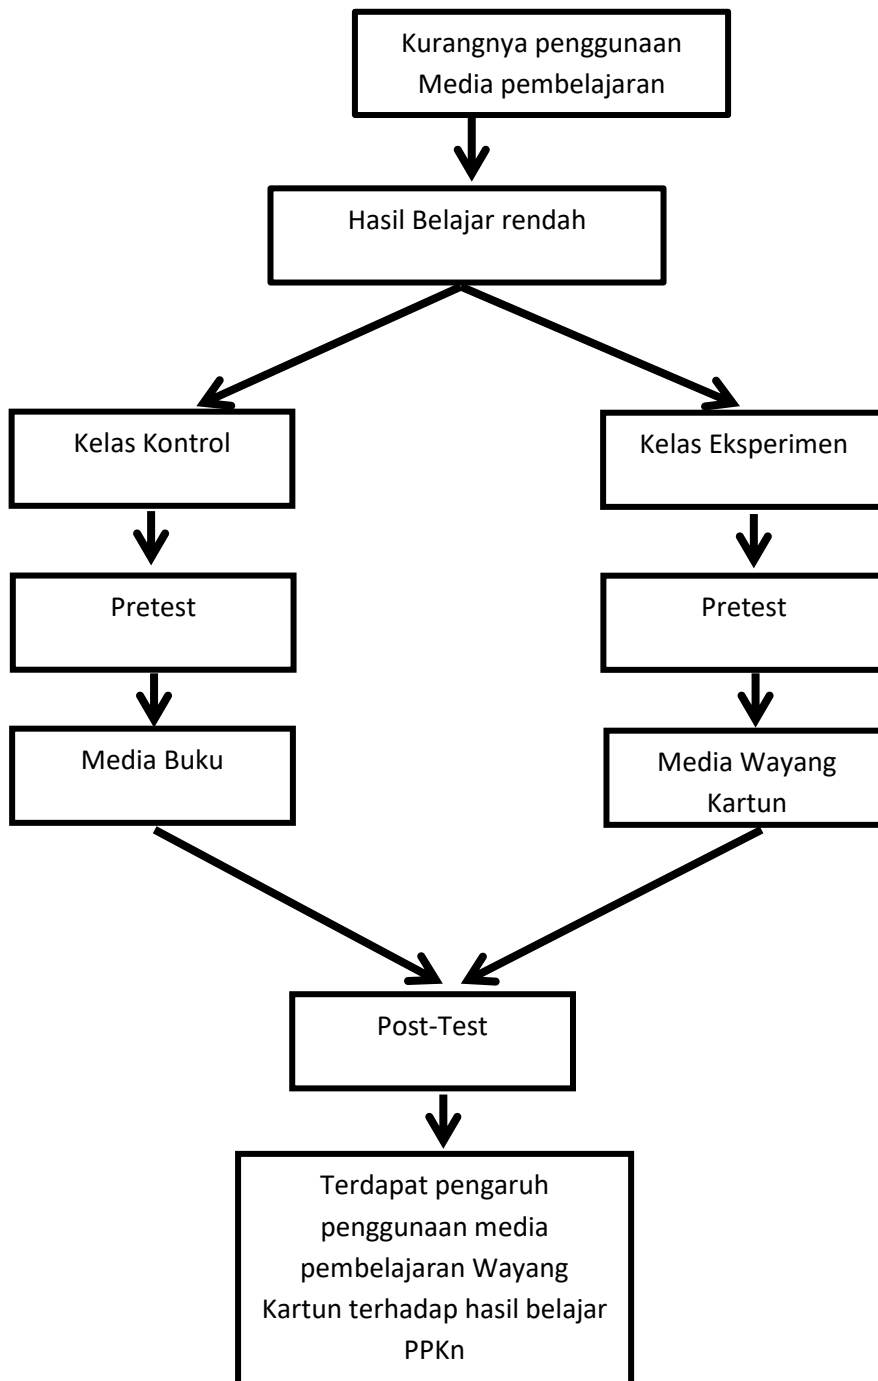 Kurangnya penggunaan
Media pembelajaran
Hasil Belajar rendah
Kelas Kontrol
Kelas Eksperimen
Pretest
Pretest
Media Buku
Media Wayang
Kartun
Post-Test
Terdapat pengaruh
penggunaan media
pembelajaran Wayang
Kartun terhadap hasil belajar
PPKn